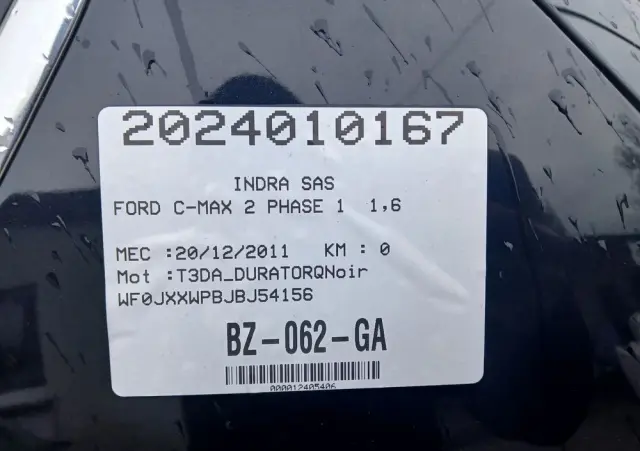 2024010167
INDRA SAS
FORD C-MAX 2 PHASE 1 1,6
MEC :20/12/2011 KM : 0
Mot :T3DA_DURATORQNoir
WF0JXXWPBJBJ54156
BZ-062-GA
000012405406